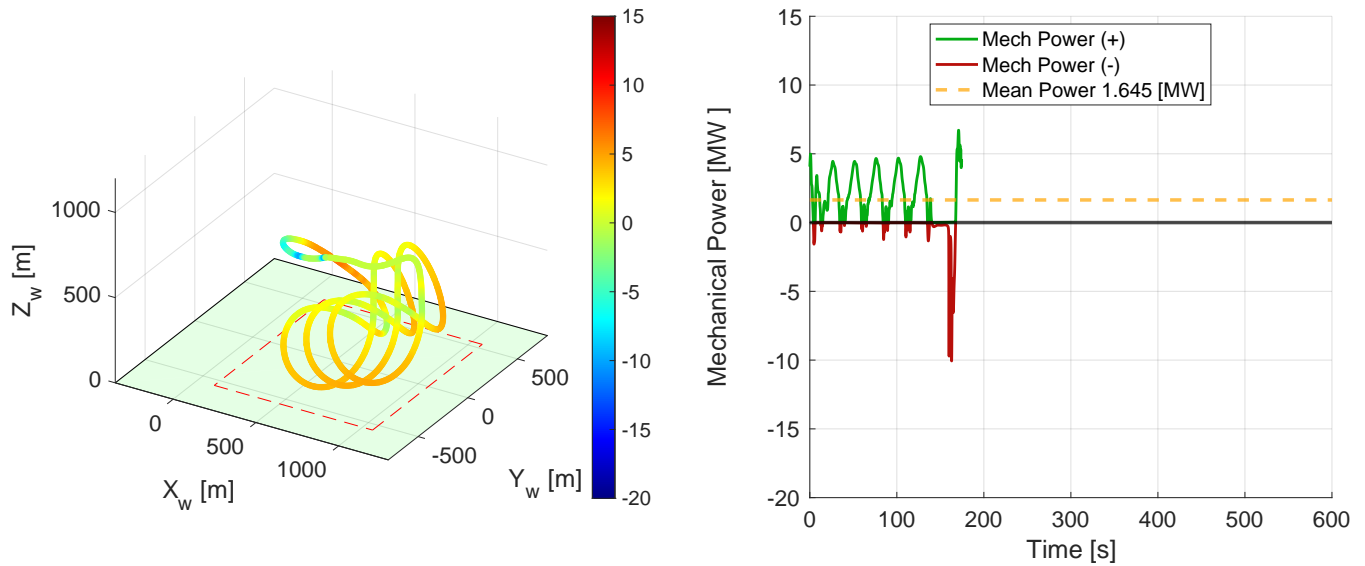 15
10
5
0
-5
-10
-15
-20
1000
500
0
Z_w [m]
0
500
1000
X_w [m]
-500
0
500
Y_w [m]
Mech Power (+)
Mech Power (-)
Mean Power 1.645 [MW]
15
10
5
0
-5
-10
-15
-20
Mechanical Power [MW]
0 100 200 300 400 500 600
Time [s]